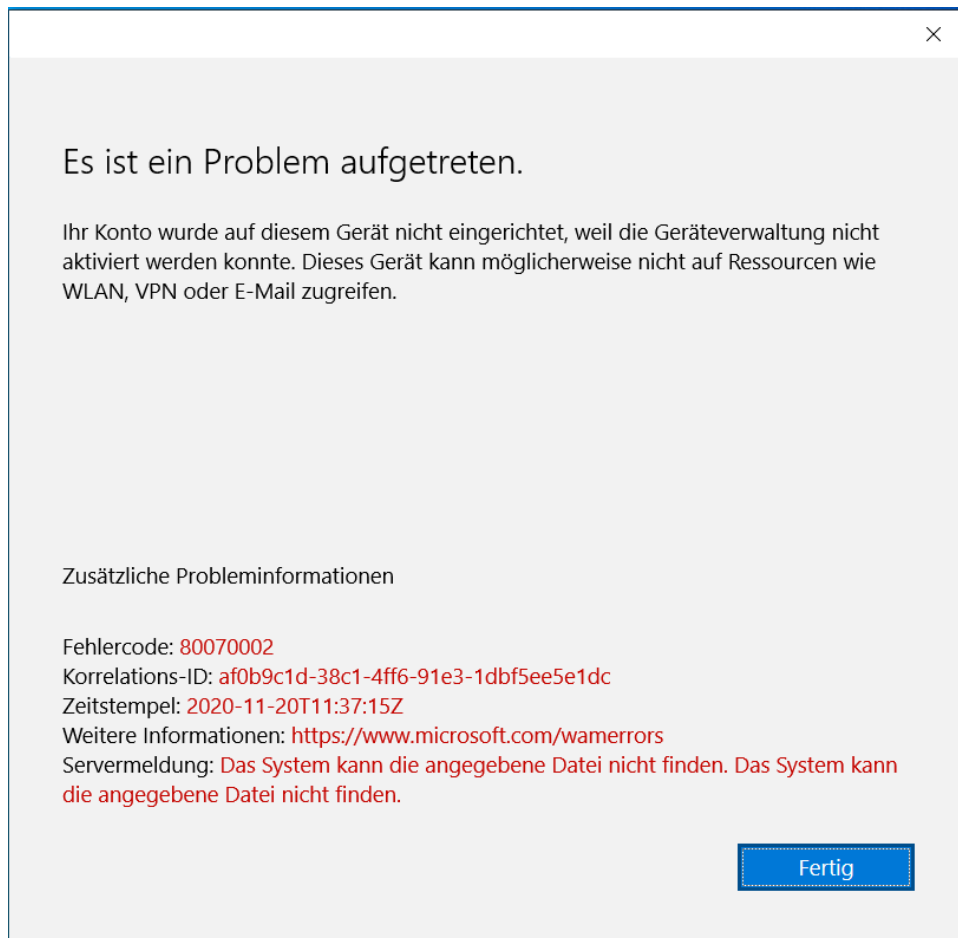 Es ist ein Problem aufgetreten.
Ihr Konto wurde auf diesem Gerät nicht eingerichtet, weil die Geräteverwaltung nicht
aktiviert werden konnte. Dieses Gerät kann möglicherweise nicht auf Ressourcen wie
WLAN, VPN oder E-Mail zugreifen.
Zusätzliche Probleminformationen
Fehlercode: 80070002
Korrelations-ID: af0b9c1d-38c1-4ff6-91e3-1dbf5ee5e1dc
Zeitstempel: 2020-11-20T11:37:15Z
Weitere Informationen: https://www.microsoft.com/wamerrors
Servermeldung: Das System kann die angegebene Datei nicht finden. Das System kann
die angegebene Datei nicht finden.
Fertig